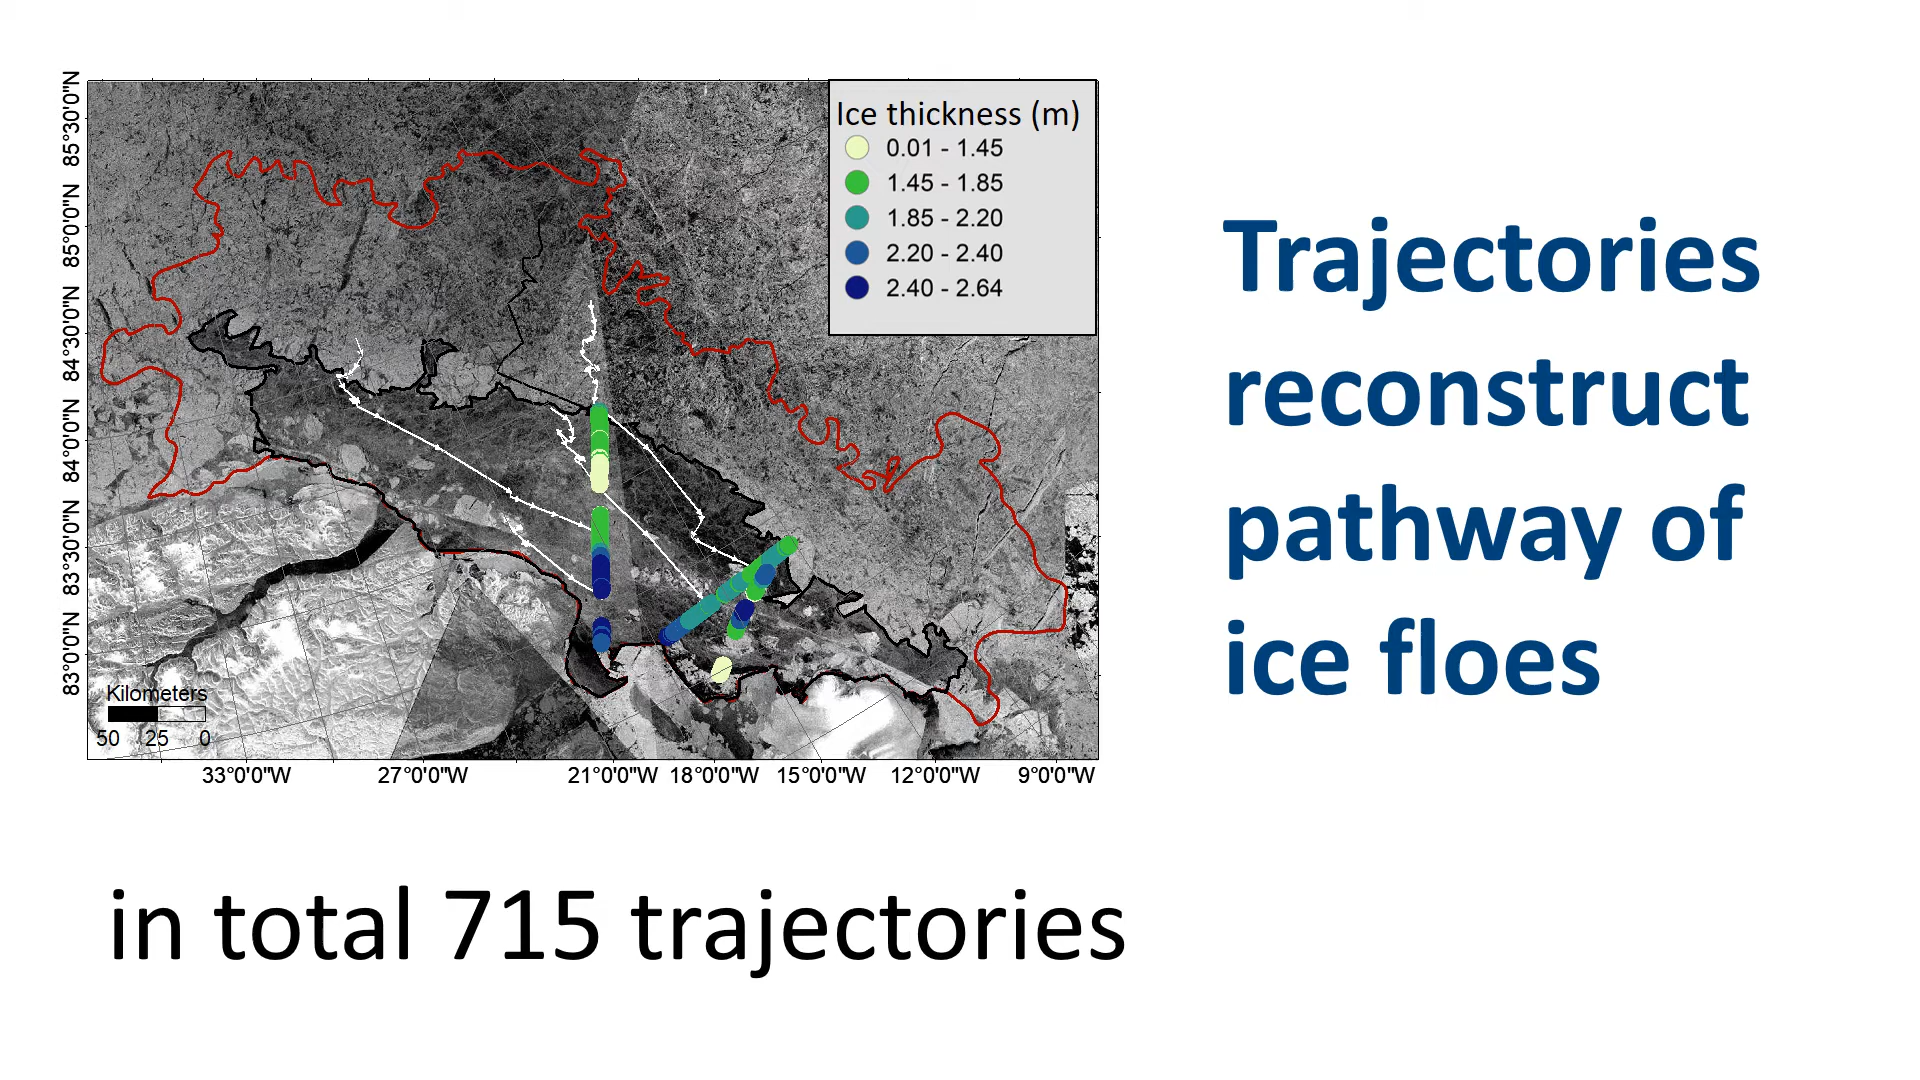 85°30'0"N
85°0'0"N
84°30'0"N
84°0'0"N
83°30'0"N
83°0'0"N
Ice thickness (m)
0.01 - 1.45
1.45 - 1.85
1.85 - 2.20
2.20 - 2.40
2.40 - 2.64
Kilometers
50 25 0
33°0'0"W 27°0'0"W 21°0'0"W 18°0'0"W 15°0'0"W 12°0'0"W 9°0'0"W
Trajectories
reconstruct
pathway of
ice floes
in total 715 trajectories